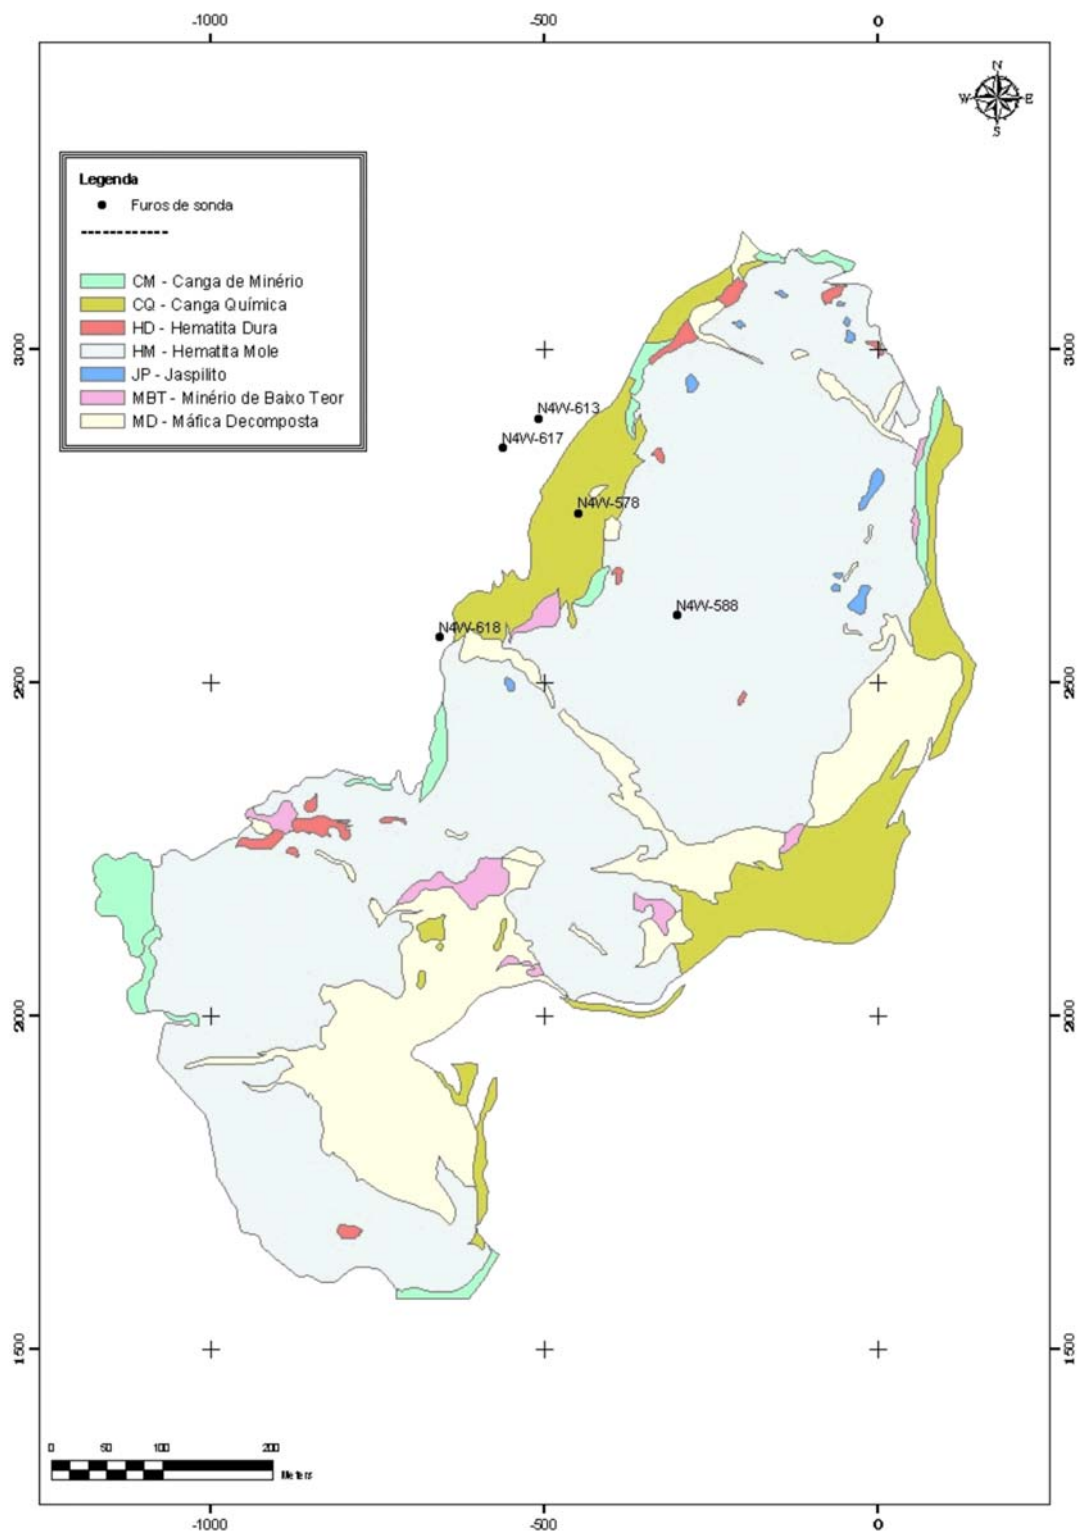 -1000 -500 0
N
W E
S
Legenda
Furos de sonda
CM - Canga de Minério
CQ - Canga Química
HD - Hematita Dura
HM - Hematita Mole
JP - Jaspilito
MBT - Minério de Baixo Teor
MD - Máfica Decomposta
3000 3000
N4W-613
N4W-617
N4W-578
N4W-588
N4W-618
2500 2500
2000 2000
1500 1500
0 50 100 200
Meters
-1000 -500 0